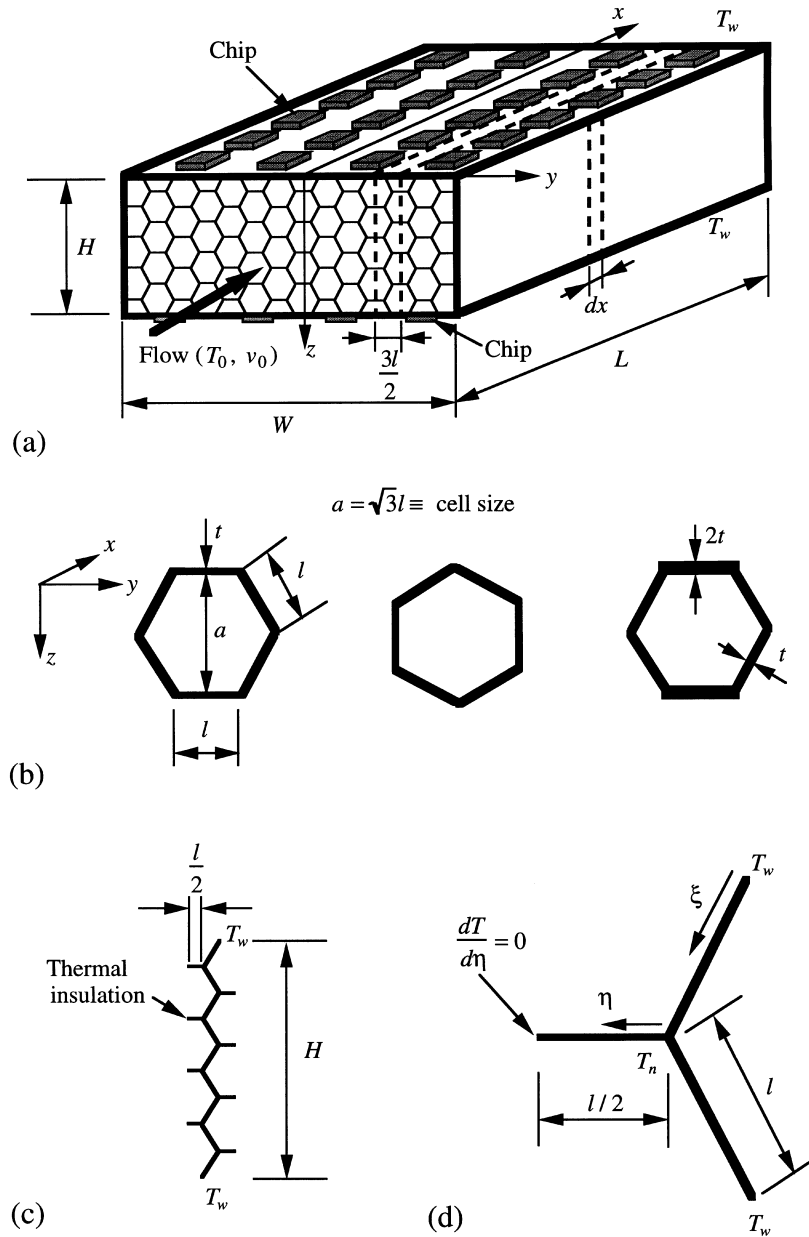 x
T_w
Chip
y
H
T_w
dx
Flow (T_0, v_0)
z
3l/2
Chip
L
W
(a)
a = √3l ≡ cell size
t
2t
x
y
l
a
z
t
l
(b)
l/2
T_w
T_w
ξ
dT/dη = 0
Thermal
insulation
η
H
T_n
l
l/2
T_w
T_w
(c)
(d)